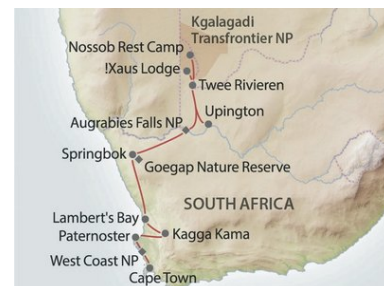 Kgalagadi
Transfrontier NP
Nossob Rest Camp
!Xaus Lodge
Twee Rivieren
Upington
Augrabies Falls NP
Springbok
Goegap Nature Reserve
SOUTH AFRICA
Lambert's Bay
Paternoster
Kagga Kama
West Coast NP
Cape Town